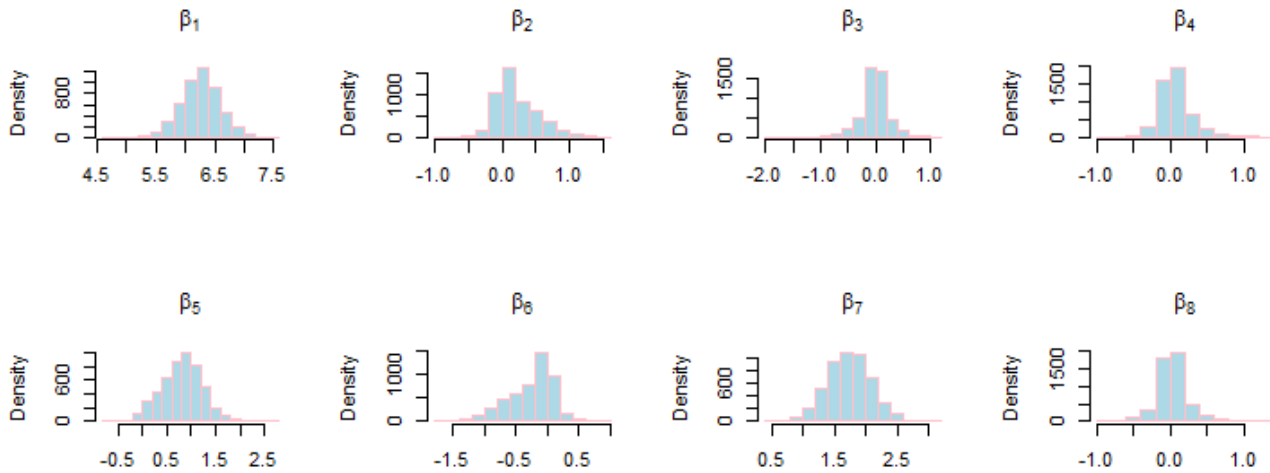 β₁ β₂ β₃ β₄
Density 0 800
4.5 5.5 6.5 7.5
Density 0 1000
-1.0 0.0 1.0
Density 0 1500
-2.0 -1.0 0.0 1.0
Density 0 1500
-1.0 0.0 1.0
β₅ β₆ β₇ β₈
Density 0 600
-0.5 0.5 1.5 2.5
Density 0 1000
-1.5 -0.5 0.5
Density 0 600
0.5 1.5 2.5
Density 0 1500
-1.0 0.0 1.0